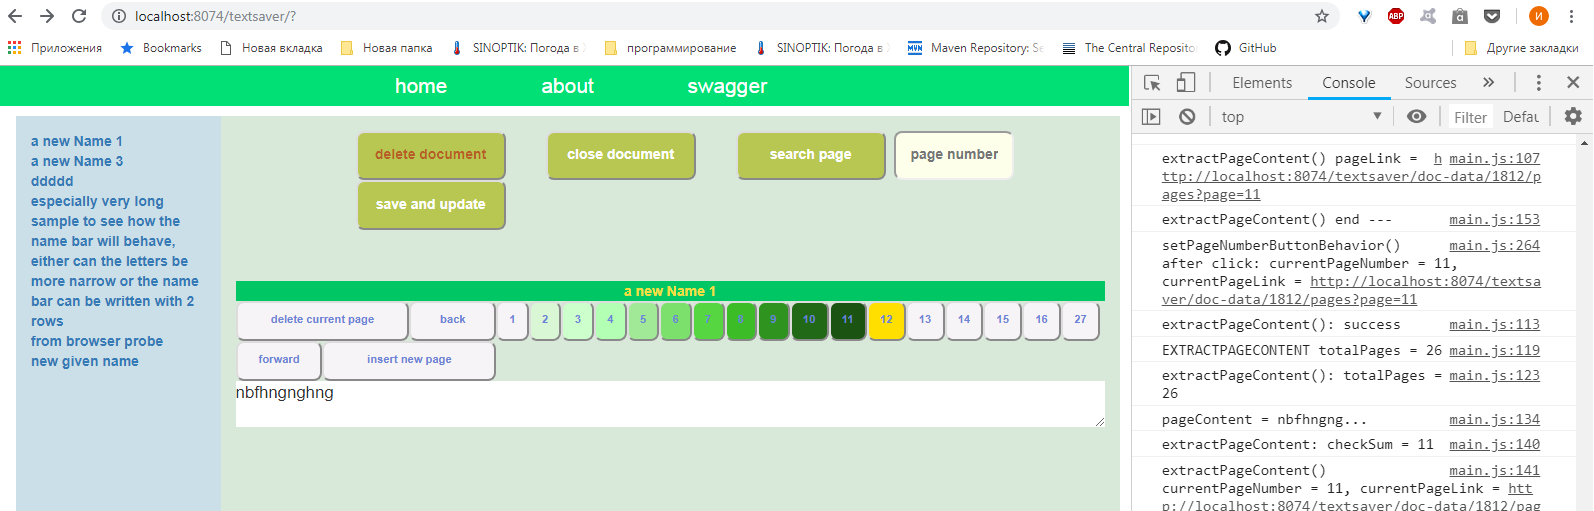 localhost:8074/textsaver/?
ABP
И
Приложения
Bookmarks
Новая вкладка
Новая папка
SINOPTIK: Погода в
программирование
SINOPTIK: Погода в
Maven Repository: Se
The Central Reposito
GitHub
Другие закладки
home
about
swagger
Elements
Console
Sources
»
top
Filter
Defau
a new Name 1
a new Name 3
ddddd
especially very long
sample to see how the
name bar will behave,
either can the letters be
more narrow or the name
bar can be written with 2
rows
from browser probe
new given name
delete document
close document
search page
page number
save and update
a new Name 1
delete current page
back
1
2
3
4
5
6
7
8
9
10
11
12
13
14
15
16
27
forward
insert new page
nbfhngnghng
extractPageContent() pageLink = h main.js:107
ttp://localhost:8074/textsaver/doc-data/1812/p
ages?page=11
extractPageContent() end --- main.js:153
setPageNumberButtonBehavior() main.js:264
after click: currentPageNumber = 11,
currentPageLink = http://localhost:8074/textsa
ver/doc-data/1812/pages?page=11
extractPageContent(): success main.js:113
EXTRACTPAGECONTENT totalPages = 26 main.js:119
extractPageContent(): totalPages = main.js:123
26
pageContent = nbfhngng... main.js:134
extractPageContent: checkSum = 11 main.js:140
extractPageContent() main.js:141
currentPageNumber = 11, currentPageLink = htt
p://localhost:8074/textsaver/doc-data/1812/pag